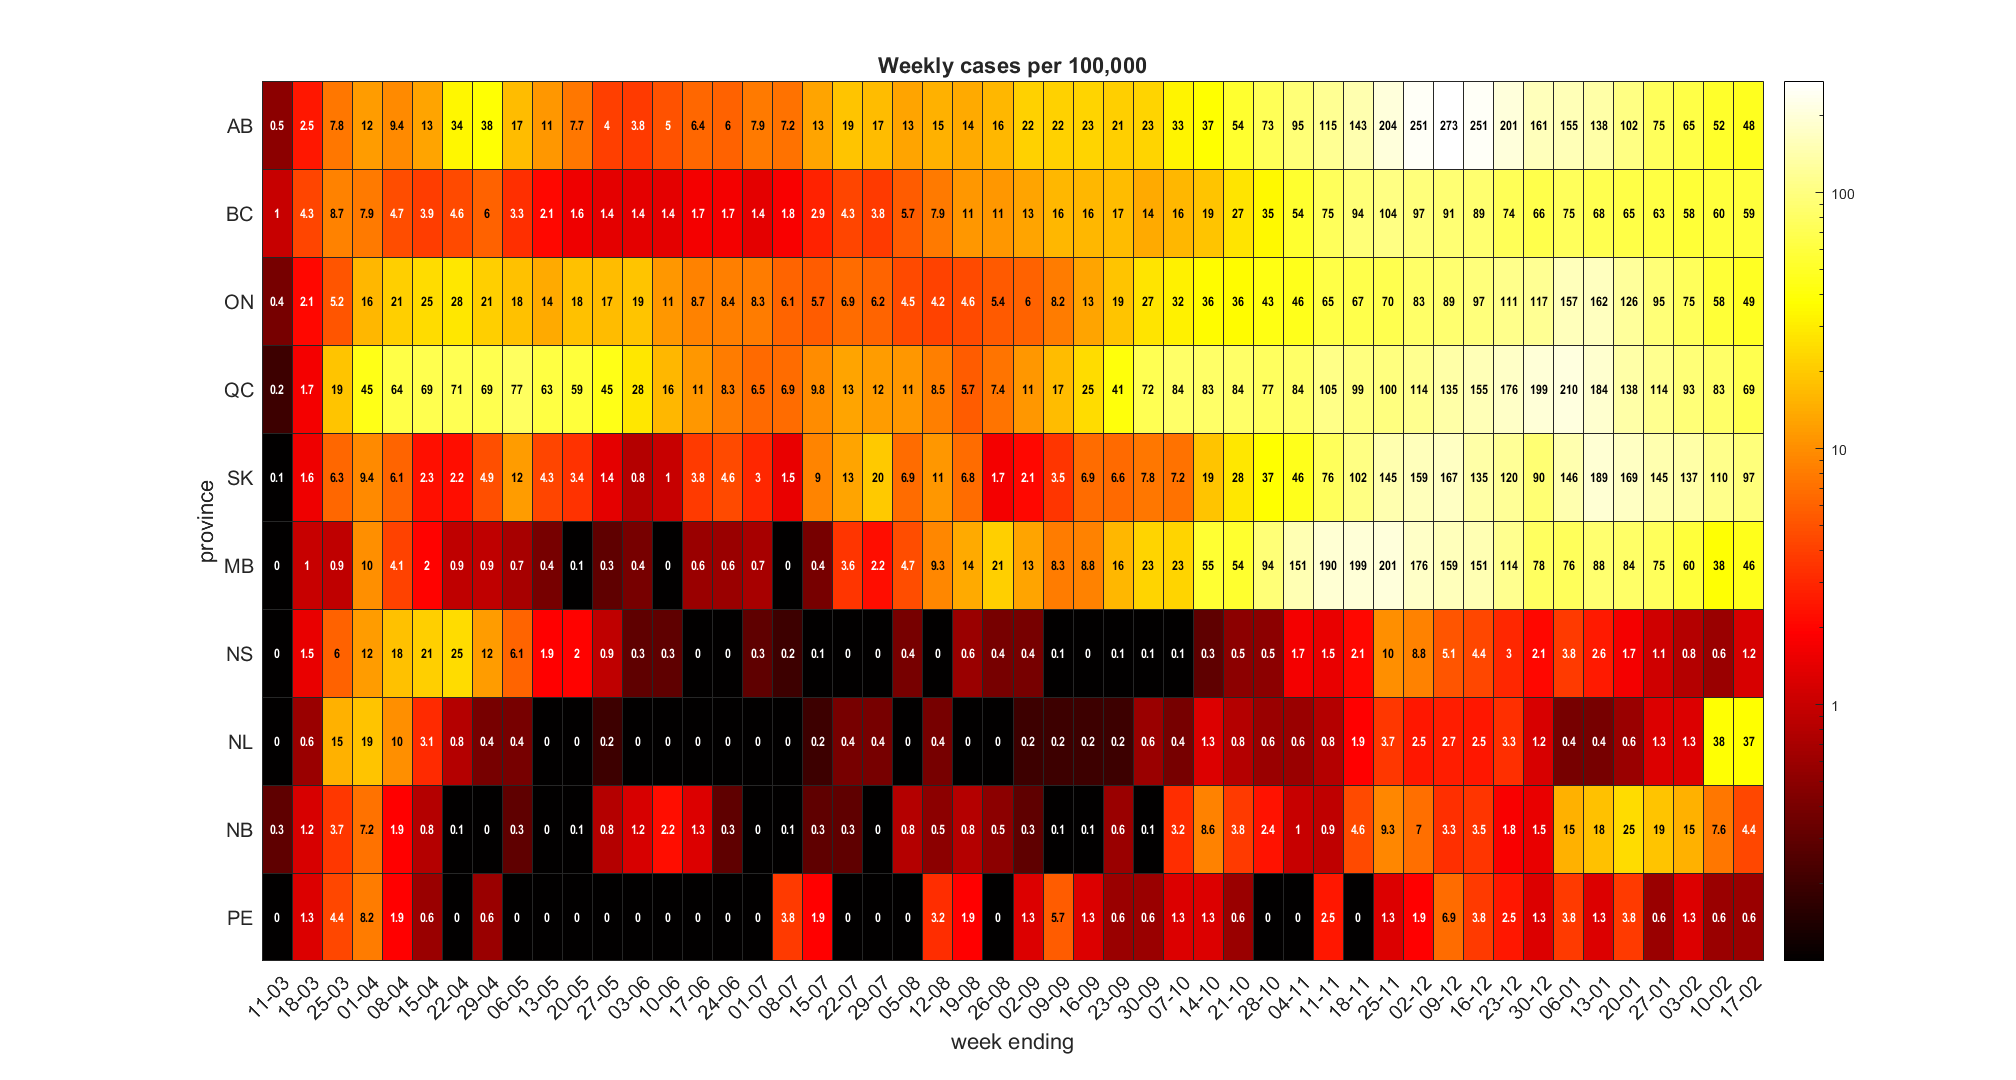 Weekly cases per 100,000
AB 0.5 2.5 7.8 12 9.4 13 34 38 17 11 7.7 4 3.8 5 6.4 6 7.9 7.2 13 19 17 13 15 14 16 22 22 23 21 23 33 37 54 73 95 115 143 204 251 273 251 201 161 155 138 102 75 65 52 48
100
BC 1 4.3 8.7 7.9 4.7 3.9 4.6 6 3.3 2.1 1.6 1.4 1.4 1.4 1.7 1.7 1.4 1.8 2.9 4.3 3.8 5.7 7.9 11 11 13 16 16 17 14 16 19 27 35 54 75 94 104 97 91 89 74 66 75 68 65 63 58 60 59
ON 0.4 2.1 5.2 16 21 25 28 21 18 14 18 17 19 11 8.7 8.4 8.3 6.1 5.7 6.9 6.2 4.5 4.2 4.6 5.4 6 8.2 13 19 27 32 36 36 43 46 65 67 70 83 89 97 111 117 157 162 126 95 75 58 49
QC 0.2 1.7 19 45 64 69 71 69 77 63 59 45 28 16 11 8.3 6.5 6.9 9.8 13 12 11 8.5 5.7 7.4 11 17 25 41 72 84 83 84 77 84 105 99 100 114 135 155 176 199 210 184 138 114 93 83 69
10
SK 0.1 1.6 6.3 9.4 6.1 2.3 2.2 4.9 12 4.3 3.4 1.4 0.8 1 3.8 4.6 3 1.5 9 13 20 6.9 11 6.8 1.7 2.1 3.5 6.9 6.6 7.8 7.2 19 28 37 46 76 102 145 159 167 135 120 90 146 189 169 145 137 110 97
province
MB 0 1 0.9 10 4.1 2 0.9 0.9 0.7 0.4 0.1 0.3 0.4 0 0.6 0.6 0.7 0 0.4 3.6 2.2 4.7 9.3 14 21 13 8.3 8.8 16 23 23 55 54 94 151 190 199 201 176 159 151 114 78 76 88 84 75 60 38 46
NS 0 1.5 6 12 18 21 25 12 6.1 1.9 2 0.9 0.3 0.3 0 0 0.3 0.2 0.1 0 0 0.4 0 0.6 0.4 0.4 0.1 0 0.1 0.1 0.1 0.3 0.5 0.5 1.7 1.5 2.1 10 8.8 5.1 4.4 3 2.1 3.8 2.6 1.7 1.1 0.8 0.6 1.2
1
NL 0 0.6 15 19 10 3.1 0.8 0.4 0.4 0 0 0.2 0 0 0 0 0 0 0.2 0.4 0.4 0 0.4 0 0 0.2 0.2 0.2 0.2 0.6 0.4 1.3 0.8 0.6 0.6 0.8 1.9 3.7 2.5 2.7 2.5 3.3 1.2 0.4 0.4 0.6 1.3 1.3 38 37
NB 0.3 1.2 3.7 7.2 1.9 0.8 0.1 0 0.3 0 0.1 0.8 1.2 2.2 1.3 0.3 0 0.1 0.3 0.3 0 0.8 0.5 0.8 0.5 0.3 0.1 0.1 0.6 0.1 3.2 8.6 3.8 2.4 1 0.9 4.6 9.3 7 3.3 3.5 1.8 1.5 15 18 25 19 15 7.6 4.4
PE 0 1.3 4.4 8.2 1.9 0.6 0 0.6 0 0 0 0 0 0 0 0 0 3.8 1.9 0 0 0 3.2 1.9 0 1.3 5.7 1.3 0.6 0.6 1.3 1.3 0.6 0 0 2.5 0 1.3 1.9 6.9 3.8 2.5 1.3 3.8 1.3 3.8 0.6 1.3 0.6 0.6
11-03 18-03 25-03 01-04 08-04 15-04 22-04 29-04 06-05 13-05 20-05 27-05 03-06 10-06 17-06 24-06 01-07 08-07 15-07 22-07 29-07 05-08 12-08 19-08 26-08 02-09 09-09 16-09 23-09 30-09 07-10 14-10 21-10 28-10 04-11 11-11 18-11 25-11 02-12 09-12 16-12 23-12 30-12 06-01 13-01 20-01 27-01 03-02 10-02 17-02
week ending